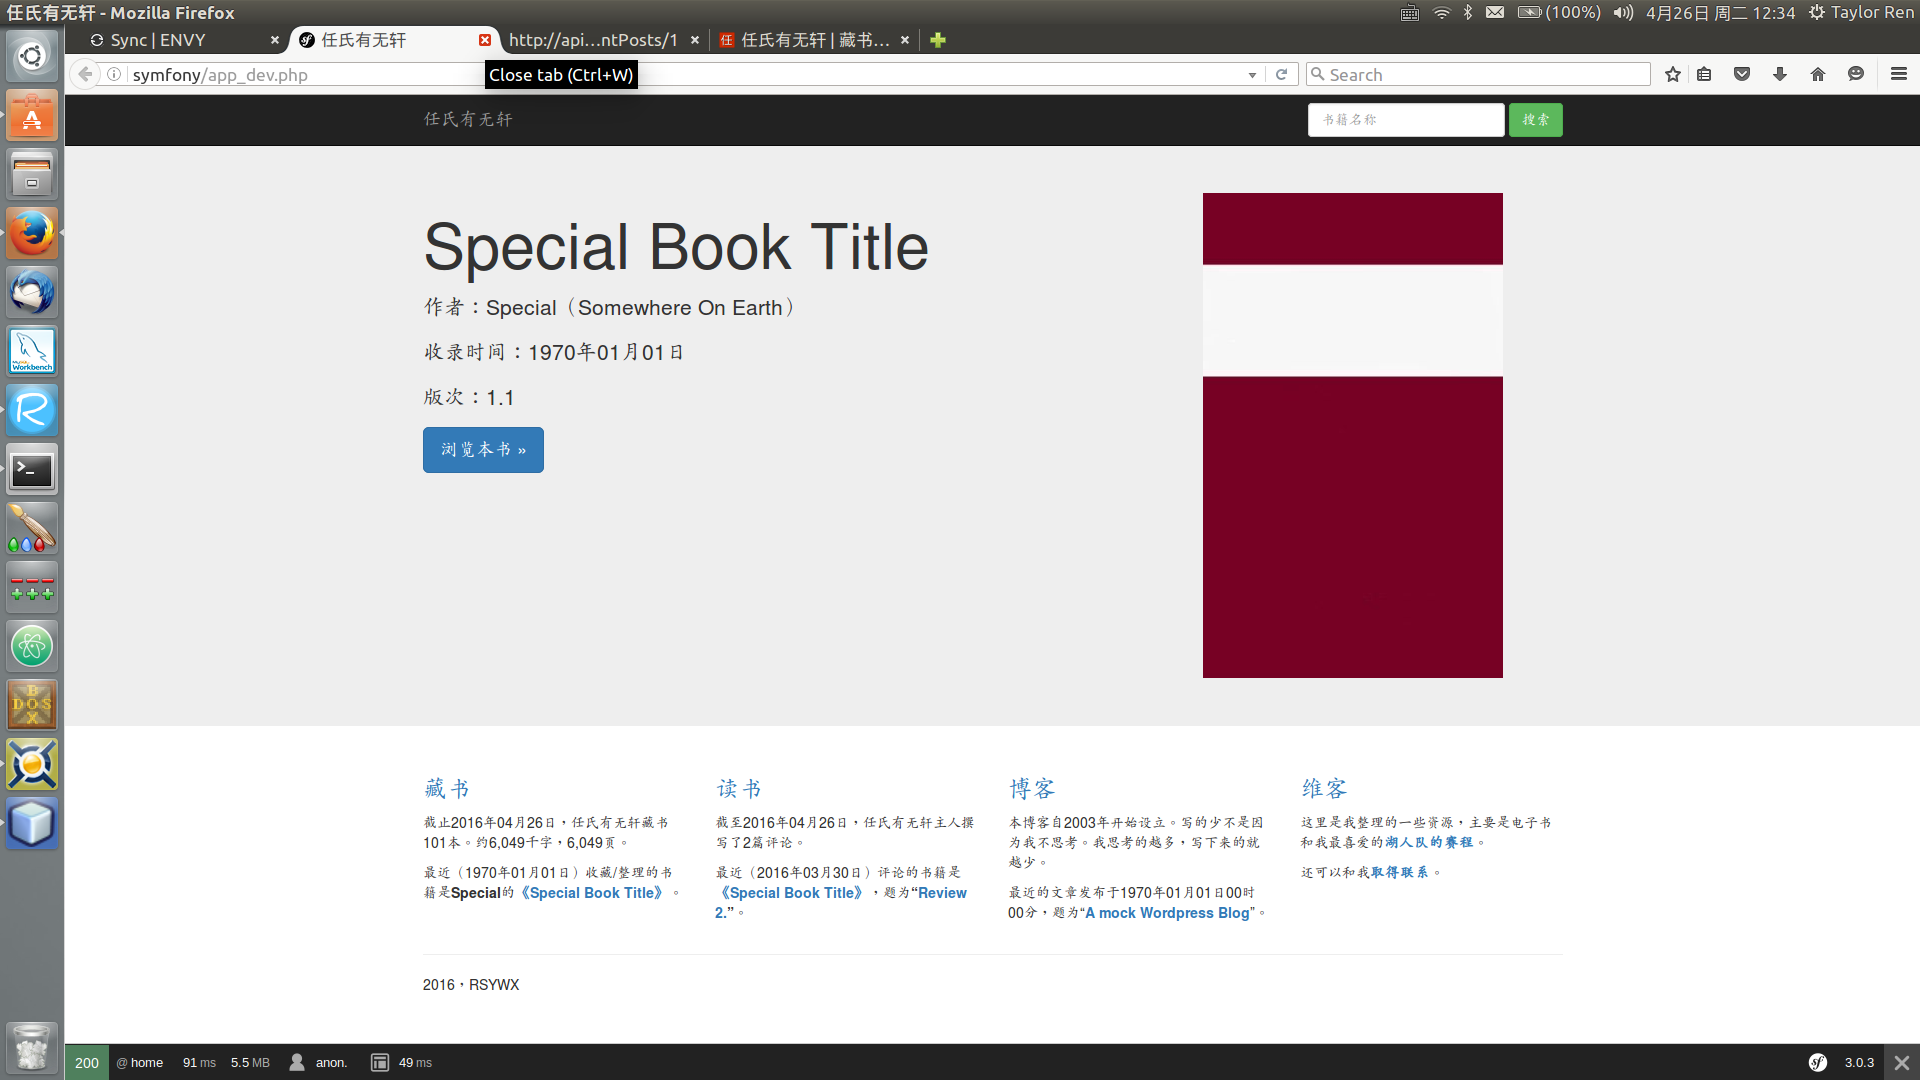 任氏有无轩 - Mozilla Firefox
(100%) 4月26日 周二 12:34 Taylor Ren
Sync | ENVY
任氏有无轩
http://api...ntPosts/1
任氏有无轩 | 藏书...
symfony/app_dev.php
Search
Close tab (Ctrl+W)
任氏有无轩
书籍名称
搜索
Special Book Title
作者：Special（Somewhere On Earth）
收录时间：1970年01月01日
版次：1.1
浏览本书 »
藏书
截止2016年04月26日，任氏有无轩藏书
101本。约6,049千字，6,049页。
最近（1970年01月01日）收藏/整理的书
籍是Special的《Special Book Title》。
读书
截至2016年04月26日，任氏有无轩主人撰
写了2篇评论。
最近（2016年03月30日）评论的书籍是
《Special Book Title》，题为“Review
2.”。
博客
本博客自2003年开始设立。写的少不是因
为我不思考。我思考的越多，写下来的就
越少。
最近的文章发布于1970年01月01日00时
00分，题为“A mock Wordpress Blog”。
维客
这里是我整理的一些资源，主要是电子书
和我最喜爱的湖人队的赛程。
还可以和我取得联系。
2016，RSYWX
200 @ home 91 ms 5.5 MB anon. 49 ms 3.0.3
Workbench
BOX
DOS